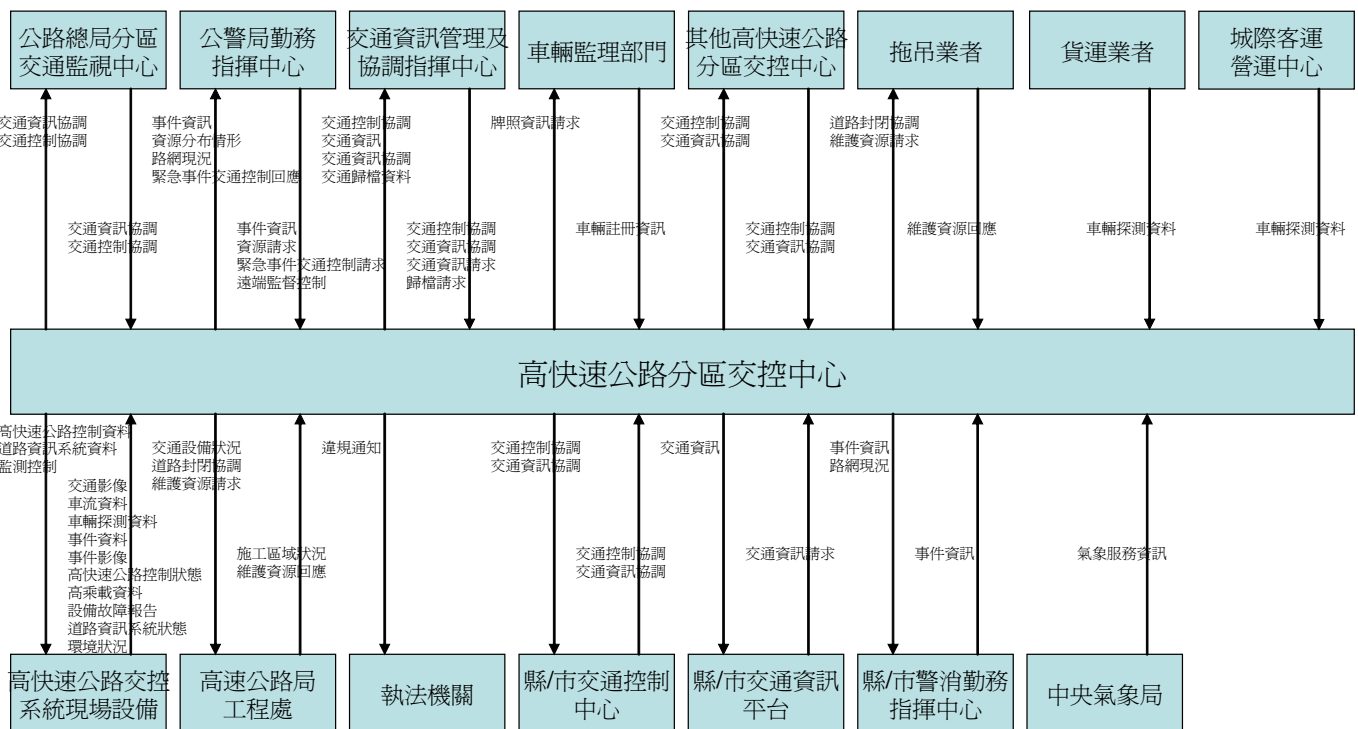 公路總局分區
交通監視中心
公警局勤務
指揮中心
交通資訊管理及
協調指揮中心
車輛監理部門
其他高快速公路
分區交控中心
拖吊業者
貨運業者
城際客運
營運中心
交通資訊協調
交通控制協調
事件資訊
資源分布情形
路網現況
緊急事件交通控制回應
交通控制協調
交通資訊
交通資訊協調
交通歸檔資料
牌照資訊請求
交通控制協調
交通資訊協調
道路封閉協調
維護資源請求
交通資訊協調
交通控制協調
事件資訊
資源請求
緊急事件交通控制請求
遠端監督控制
交通控制協調
交通資訊協調
交通資訊請求
歸檔請求
車輛註冊資訊
交通控制協調
交通資訊協調
維護資源回應
車輛探測資料
車輛探測資料
高快速公路分區交控中心
高快速公路控制資料
道路資訊系統資料
監測控制
交通設備狀況
道路封閉協調
維護資源請求
違規通知
交通控制協調
交通資訊協調
交通資訊
事件資訊
路網現況
交通影像
車流資料
車輛探測資料
事件資料
事件影像
高快速公路控制狀態
高乘載資料
設備故障報告
道路資訊系統狀態
環境狀況
施工區域狀況
維護資源回應
交通控制協調
交通資訊協調
交通資訊請求
事件資訊
氣象服務資訊
高快速公路交控
系統現場設備
高速公路局
工程處
執法機關
縣/市交通控制
中心
縣/市交通資訊
平台
縣/市警消勤務
指揮中心
中央氣象局